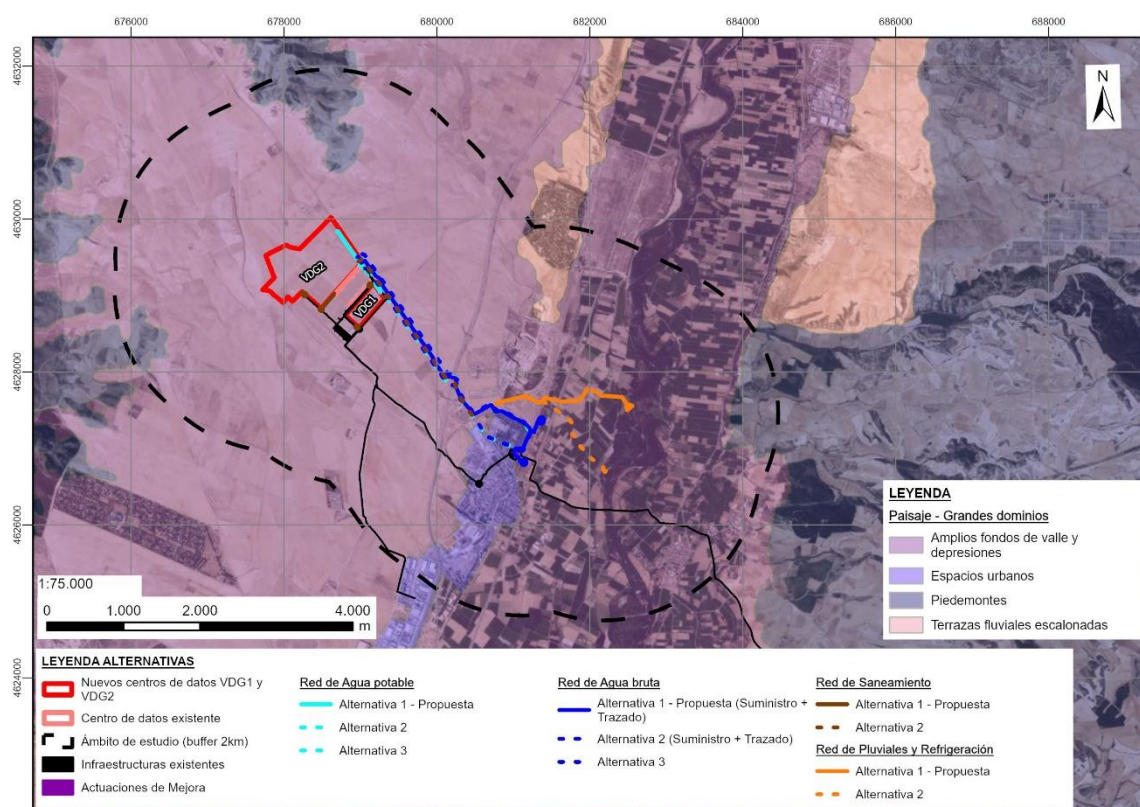 676000 678000 680000 682000 684000 686000 688000
4632000
N
4630000
VDG2
VDG1
4628000
4626000
4624000
1:75.000
0 1.000 2.000 4.000
m
LEYENDA
Paisaje - Grandes dominios
Amplios fondos de valle y
depresiones
Espacios urbanos
Piedemontes
Terrazas fluviales escalonadas
LEYENDA ALTERNATIVAS
Nuevos centros de datos VDG1 y
VDG2
Centro de datos existente
Ámbito de estudio (buffer 2km)
Infraestructuras existentes
Actuaciones de Mejora
Red de Agua potable
Alternativa 1 - Propuesta
Alternativa 2
Alternativa 3
Red de Agua bruta
Alternativa 1 - Propuesta (Suministro +
Trazado)
Alternativa 2 (Suministro + Trazado)
Alternativa 3
Red de Saneamiento
Alternativa 1 - Propuesta
Alternativa 2
Red de Pluviales y Refrigeración
Alternativa 1 - Propuesta
Alternativa 2